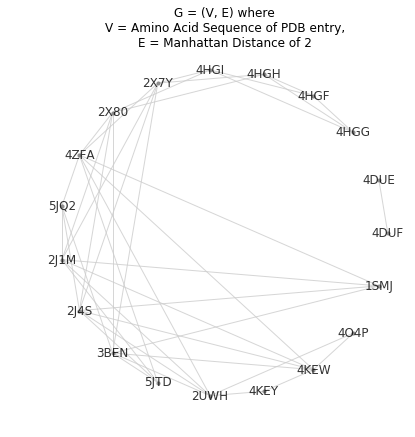 G = (V, E) where
V = Amino Acid Sequence of PDB entry,
E = Manhattan Distance of 2
4HGI
4HGH
2X7Y
4HGF
2X80
4HGG
4ZFA
4DUE
5JQ2
4DUF
2J1M
1SMJ
2J4S
4O4P
3BEN
4KEW
5JTD
4KEY
2UWH